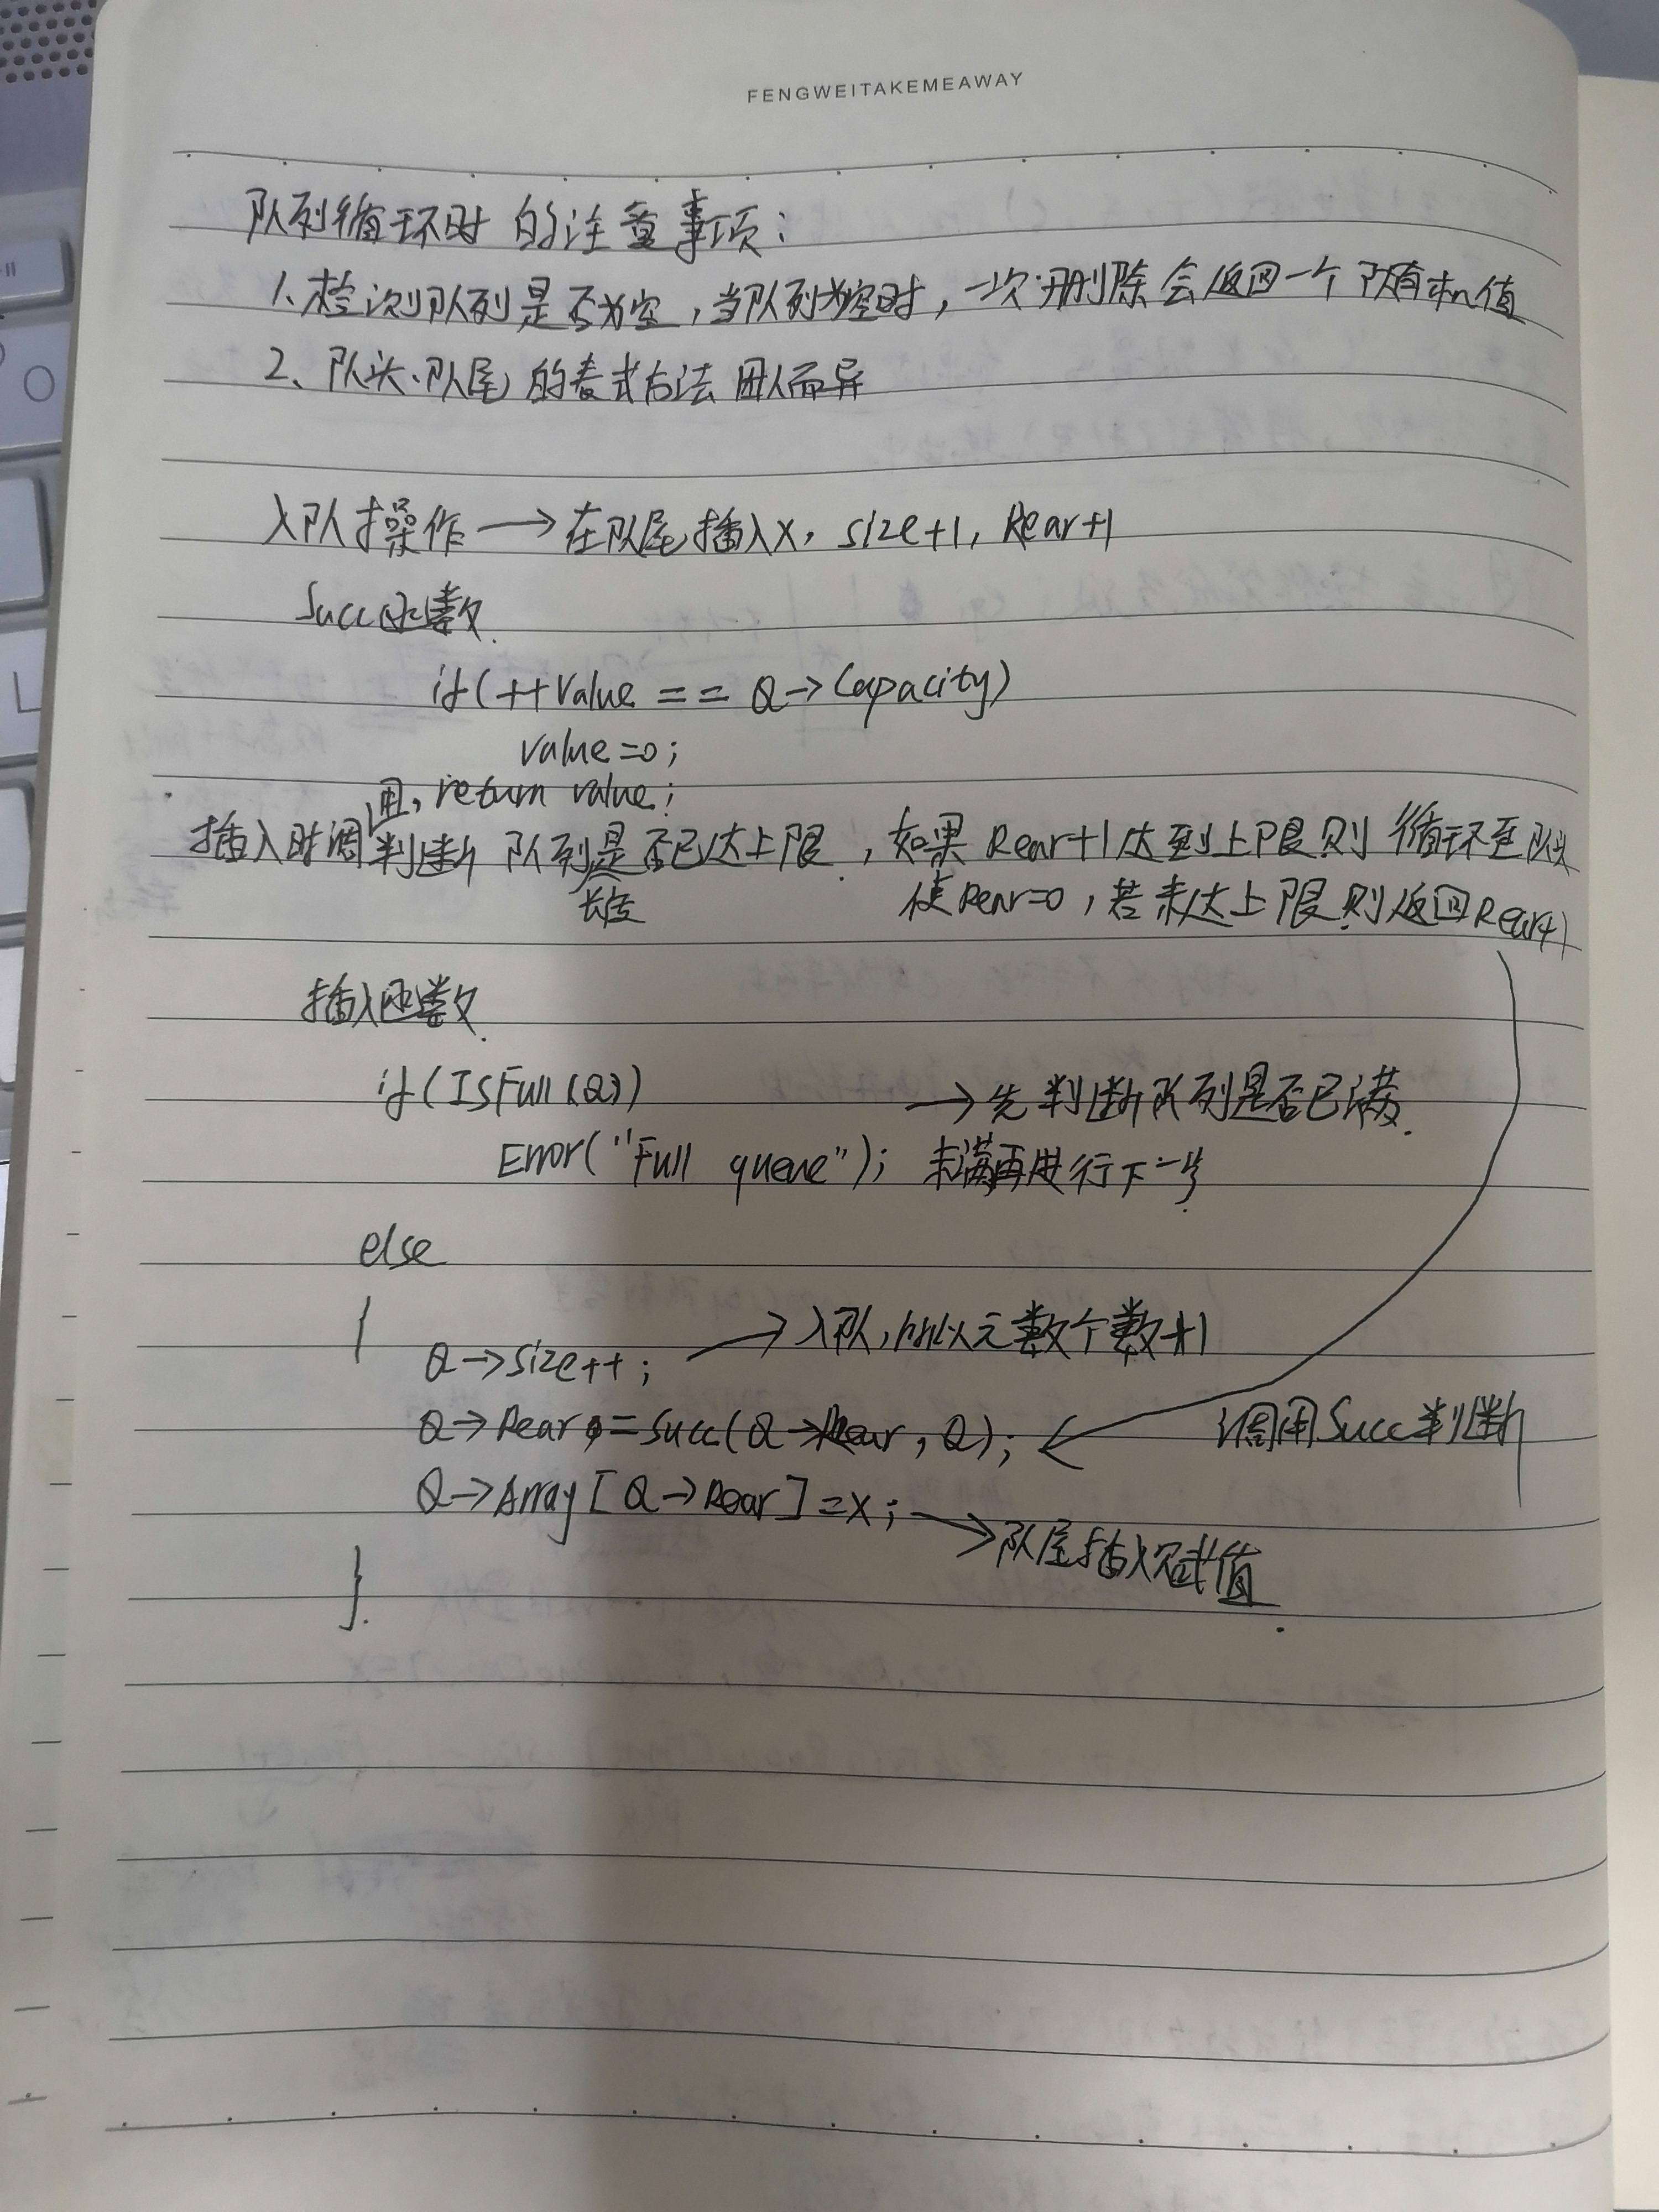 FENGWEITAKEMEAWAY
队列循环时的注意事项:
1、检测队列是否为空,当队列为空时,一次删除会返回一个 值
2、队头、队尾的表式方法因人而异
入队操作→在队尾插入X, size+1, Rear+1
Succ函数
if(++Value == Q→Capacity)
value=0;
return value;
插入时调用,判断队列长度是否已达上限,如果Rear+1达到上限则循环至队头
使Rear=0,若未达上限则返回Rear+1
插入函数
if(IsFull(Q)) →先判断队列是否已满
Error("Full queue"); 未满再进行下一步
else
{
Q→size++; →入队,所以元数个数+1
Q→Rear=Succ(Q→Rear, Q); 调用Succ判断
Q→Array[Q→Rear]=X; →队尾插入赋值
}.